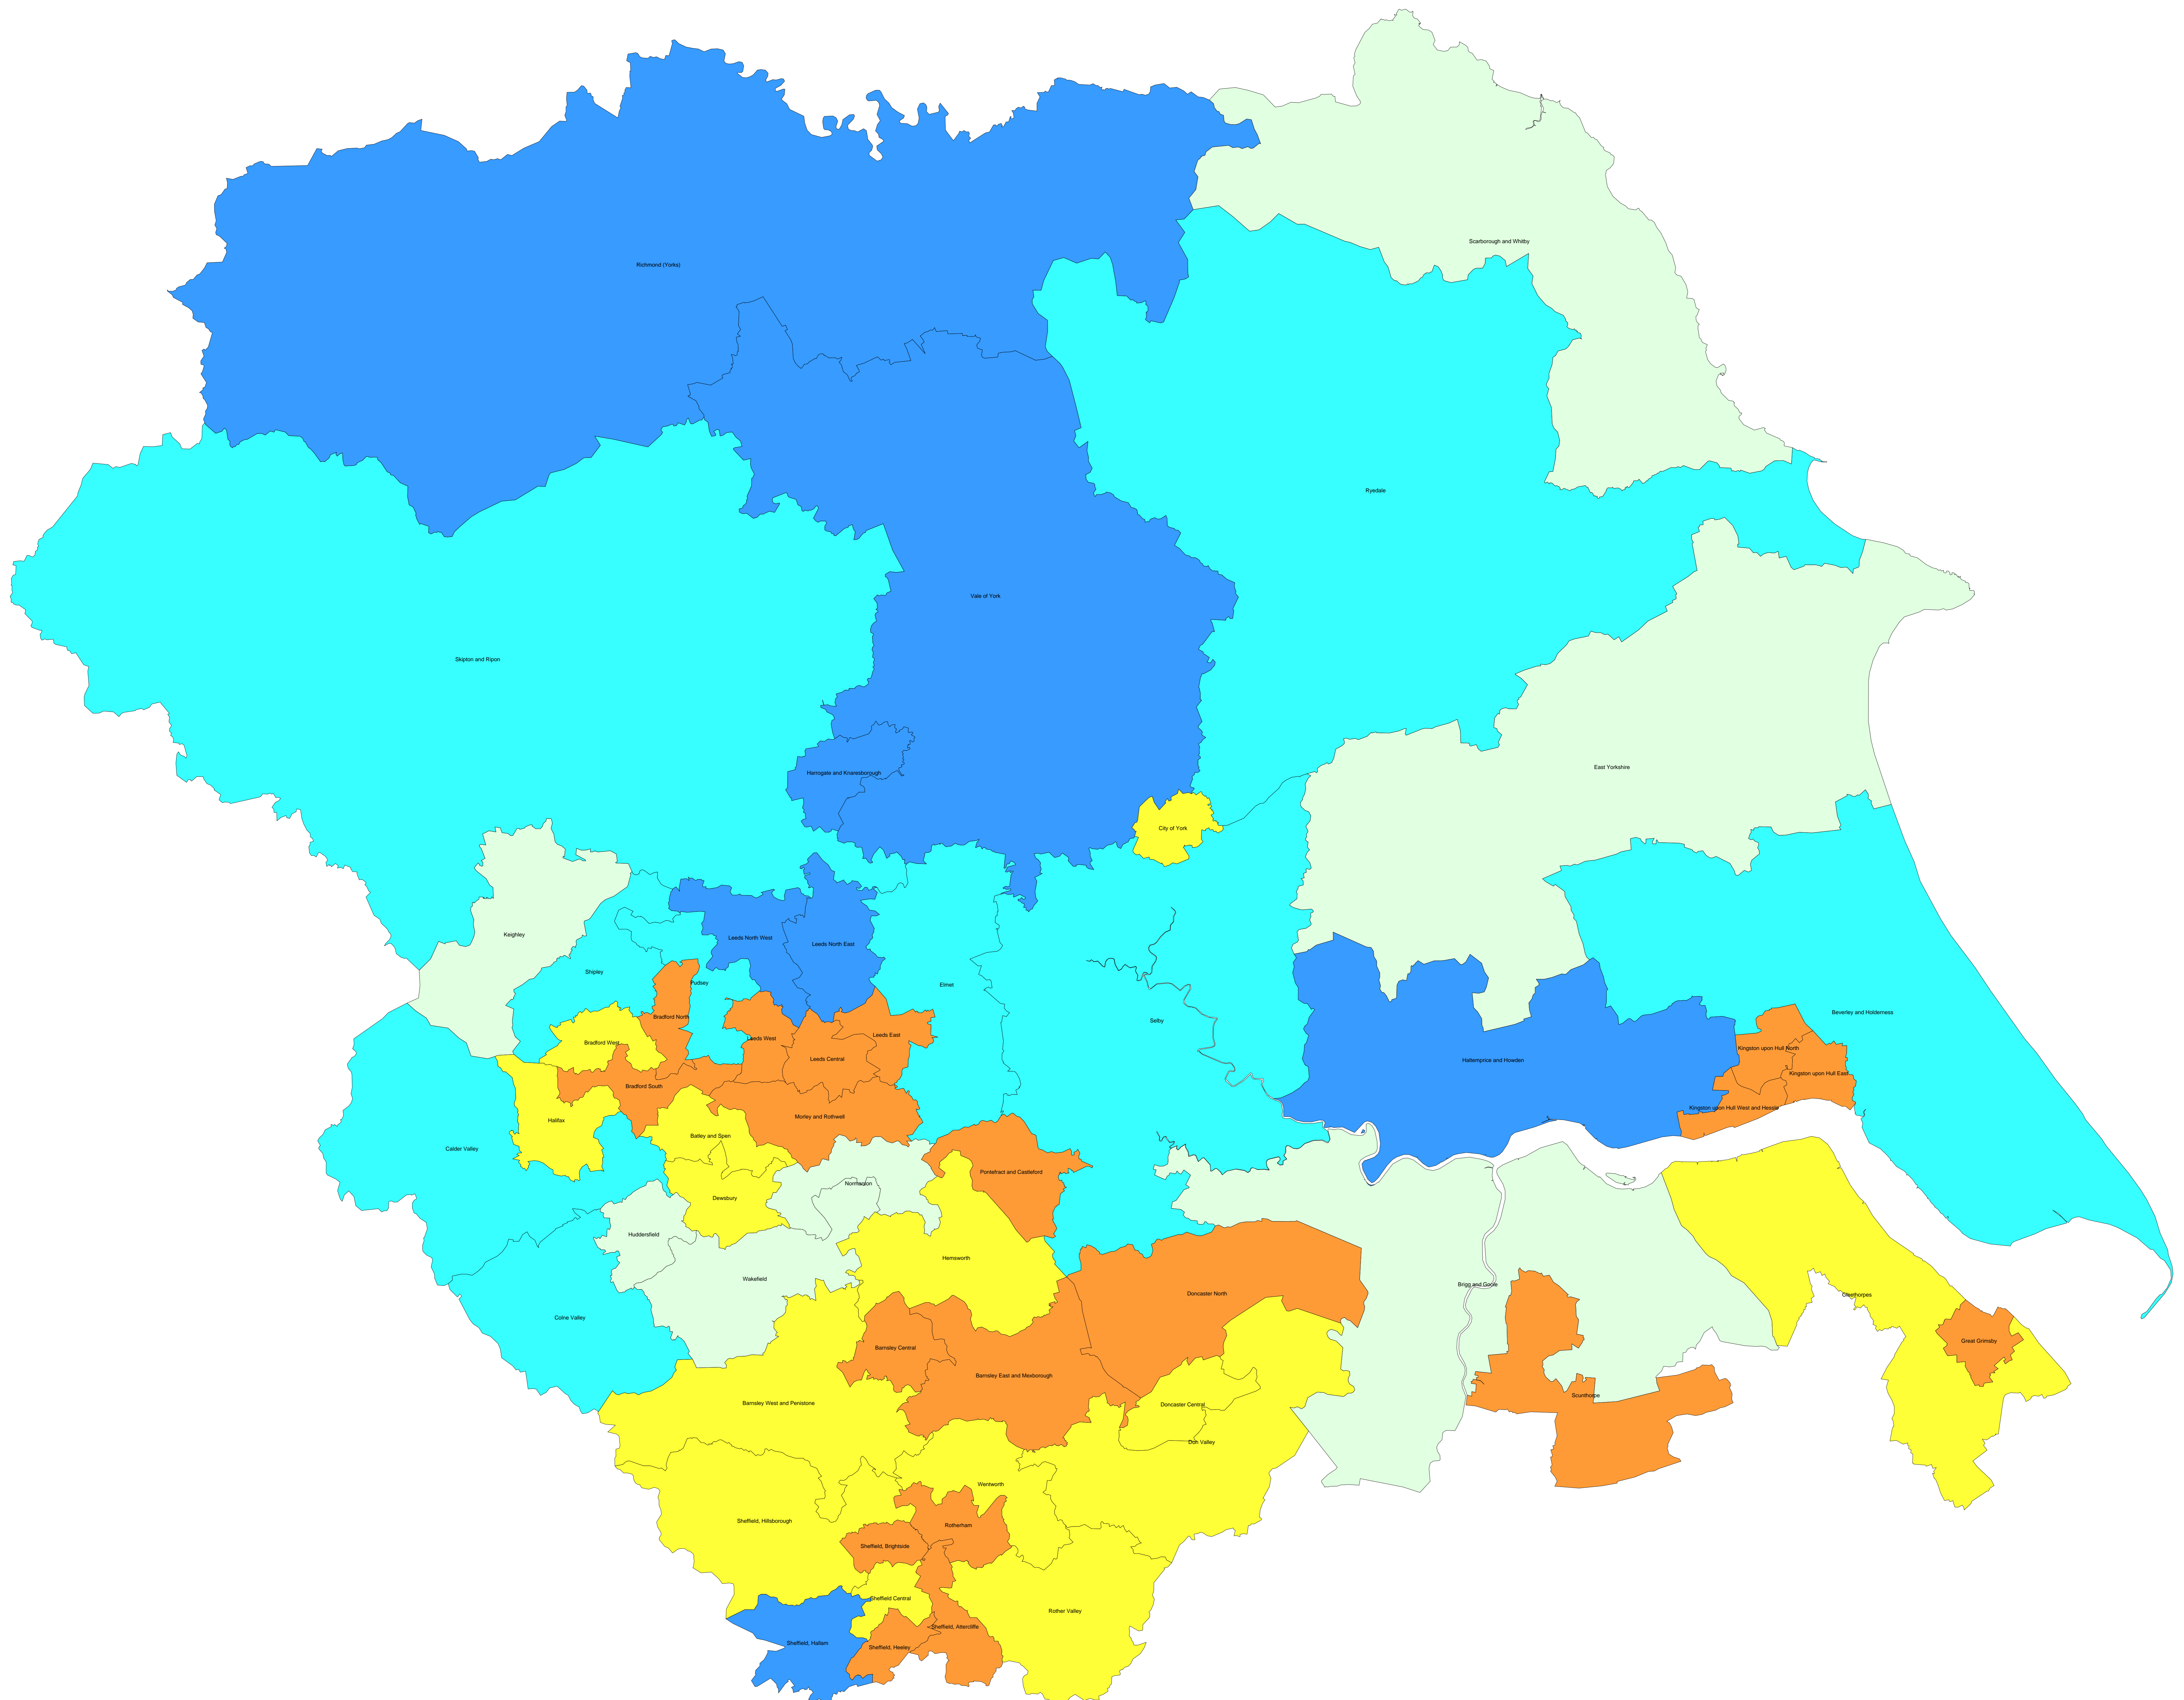 Scarborough and Whitby
Richmond (Yorks)
Ryedale
Vale of York
Skipton and Ripon
East Yorkshire
Harrogate and Knaresborough
City of York
Keighley
Leeds North West
Leeds North East
Shipley
Pudsey
Elmet
Beverley and Holderness
Bradford North
Selby
Leeds West
Leeds East
Bradford West
Kingston upon Hull North
Leeds Central
Haltemprice and Howden
Kingston upon Hull East
Bradford South
Kingston upon Hull West and Hessle
Morley and Rothwell
Halifax
Batley and Spen
Calder Valley
Pontefract and Castleford
Normanton
Dewsbury
Huddersfield
Hemsworth
Wakefield
Brigg and Goole
Doncaster North
Cleethorpes
Colne Valley
Great Grimsby
Barnsley Central
Barnsley East and Mexborough
Scunthorpe
Barnsley West and Penistone
Doncaster Central
Don Valley
Wentworth
Sheffield, Hillsborough
Rotherham
Sheffield, Brightside
Sheffield Central
Rother Valley
Sheffield, Attercliffe
Sheffield, Hallam
Sheffield, Heeley